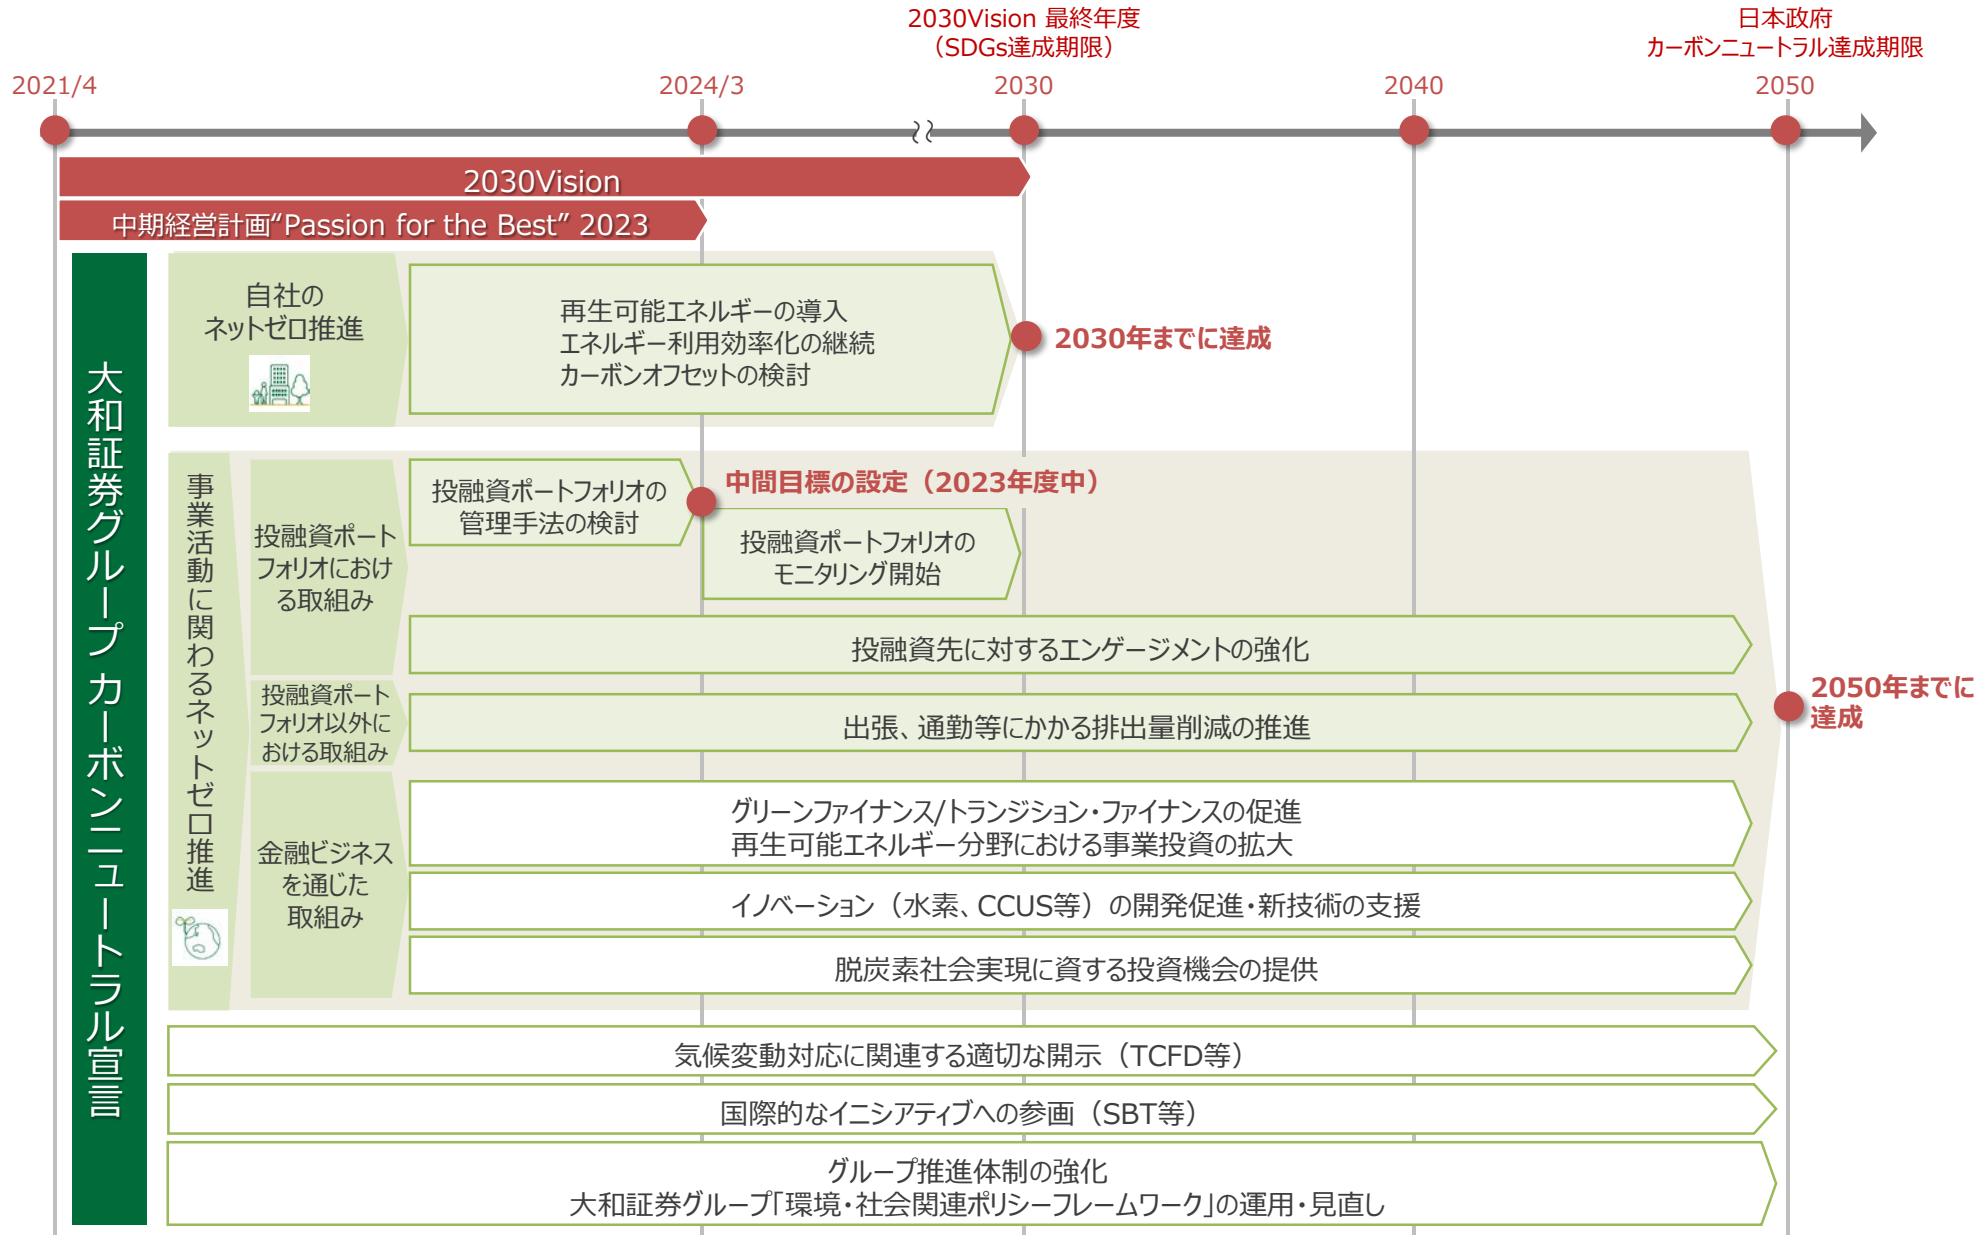 2030Vision 最終年度
（SDGs達成期限）
日本政府
カーボンニュートラル達成期限
2021/4
2024/3
2030
2040
2050
2030Vision
中期経営計画“Passion for the Best” 2023
大和証券グループ カーボンニュートラル宣言
自社の
ネットゼロ推進
再生可能エネルギーの導入
エネルギー利用効率化の継続
カーボンオフセットの検討
2030年までに達成
事業活動に関わるネットゼロ推進
投融資ポート
フォリオにおけ
る取組み
投融資ポートフォリオの
管理手法の検討
中間目標の設定（2023年度中）
投融資ポートフォリオの
モニタリング開始
投融資先に対するエンゲージメントの強化
投融資ポート
フォリオ以外に
おける取組み
出張、通勤等にかかる排出量削減の推進
2050年までに
達成
金融ビジネス
を通じた
取組み
グリーンファイナンス/トランジション・ファイナンスの促進
再生可能エネルギー分野における事業投資の拡大
イノベーション（水素、CCUS等）の開発促進・新技術の支援
脱炭素社会実現に資する投資機会の提供
気候変動対応に関連する適切な開示（TCFD等）
国際的なイニシアティブへの参画（SBT等）
グループ推進体制の強化
大和証券グループ「環境・社会関連ポリシーフレームワーク」の運用・見直し